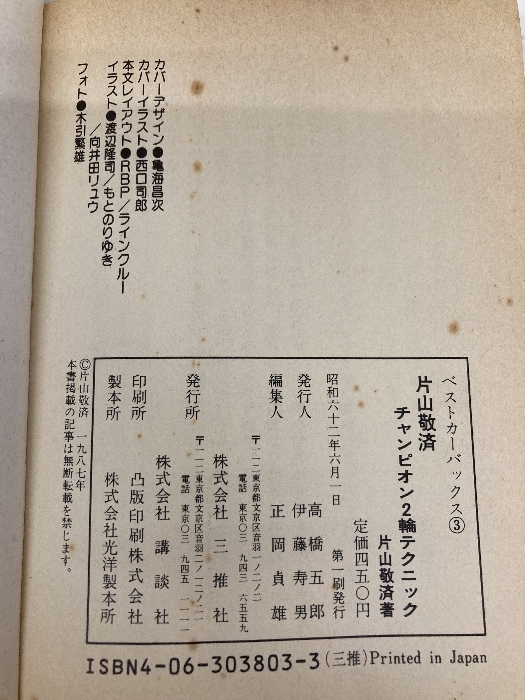 カバーデザイン●亀海昌次
カバーイラスト●西口司郎
本文レイアウト●RBP／ラインクルー
イラスト●渡辺隆司／もとのりゆき
／向井田リュウ
フォト●木引繁雄
ベストカーバックス③
片山敬済
チャンピオン2輪テクニック
片山敬済著
定価四五〇円
昭和六十二年六月一日 第一刷発行
発行人 高橋五郎
伊藤寿男
編集人 正岡貞雄
〒一一二東京都文京区音羽一ノ二〇ノ二
電話 東京〇三 九四五 六五五九
株式会社 三推社
発行所
〒一一二東京都文京区音羽二ノ一二ノ二一
電話 東京〇三 九四五 一一一一
株式会社 講談社
印刷所 凸版印刷株式会社
製本所 株式会社光洋製本所
©片山敬済 一九八七年
本書掲載の記事は無断転載を禁じます。
ISBN4-06-303803-3(三推)Printed in Japan